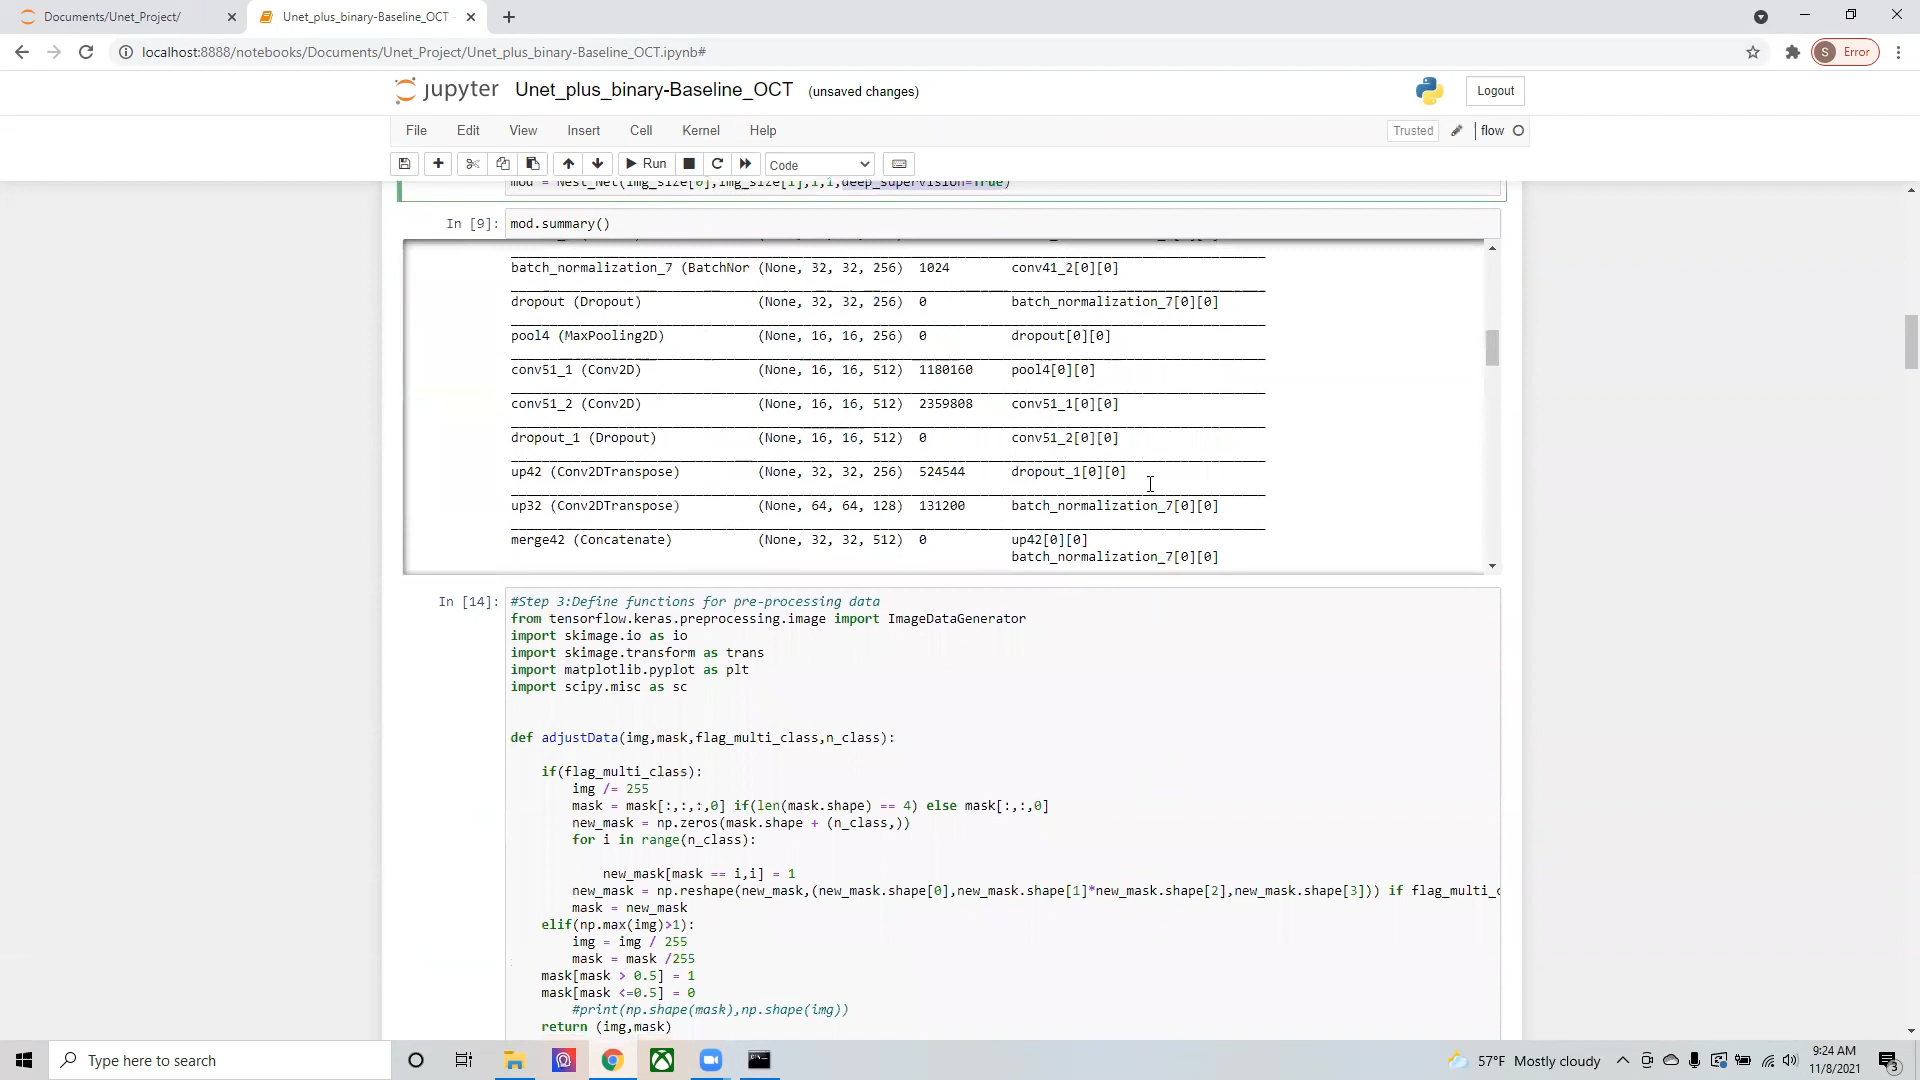 Documents/Unet_Project/
Unet_plus_binary-Baseline_OCT -
localhost:8888/notebooks/Documents/Unet_Project/Unet_plus_binary-Baseline_OCT.ipynb#
S Error
jupyter Unet_plus_binary-Baseline_OCT (unsaved changes)
Logout
File Edit View Insert Cell Kernel Help
Trusted flow
Run Code
mod = Nest_Net(img_size[0],img_size[1],1,1,deep_supervision=True)
In [9]: mod.summary()
batch_normalization_7 (BatchNor (None, 32, 32, 256) 1024 conv41_2[0][0]
dropout (Dropout) (None, 32, 32, 256) 0 batch_normalization_7[0][0]
pool4 (MaxPooling2D) (None, 16, 16, 256) 0 dropout[0][0]
conv51_1 (Conv2D) (None, 16, 16, 512) 1180160 pool4[0][0]
conv51_2 (Conv2D) (None, 16, 16, 512) 2359808 conv51_1[0][0]
dropout_1 (Dropout) (None, 16, 16, 512) 0 conv51_2[0][0]
up42 (Conv2DTranspose) (None, 32, 32, 256) 524544 dropout_1[0][0]
up32 (Conv2DTranspose) (None, 64, 64, 128) 131200 batch_normalization_7[0][0]
merge42 (Concatenate) (None, 32, 32, 512) 0 up42[0][0]
batch_normalization_7[0][0]
In [14]: #Step 3:Define functions for pre-processing data
from tensorflow.keras.preprocessing.image import ImageDataGenerator
import skimage.io as io
import skimage.transform as trans
import matplotlib.pyplot as plt
import scipy.misc as sc
def adjustData(img,mask,flag_multi_class,n_class):
if(flag_multi_class):
img /= 255
mask = mask[:,:,:,0] if(len(mask.shape) == 4) else mask[:,:,0]
new_mask = np.zeros(mask.shape + (n_class,))
for i in range(n_class):
new_mask[mask == i,i] = 1
new_mask = np.reshape(new_mask,(new_mask.shape[0],new_mask.shape[1]*new_mask.shape[2],new_mask.shape[3])) if flag_multi_c
mask = new_mask
elif(np.max(img)>1):
img = img / 255
mask = mask /255
mask[mask > 0.5] = 1
mask[mask <=0.5] = 0
#print(np.shape(mask),np.shape(img))
return (img,mask)
Type here to search
57°F Mostly cloudy
9:24 AM
11/8/2021
3